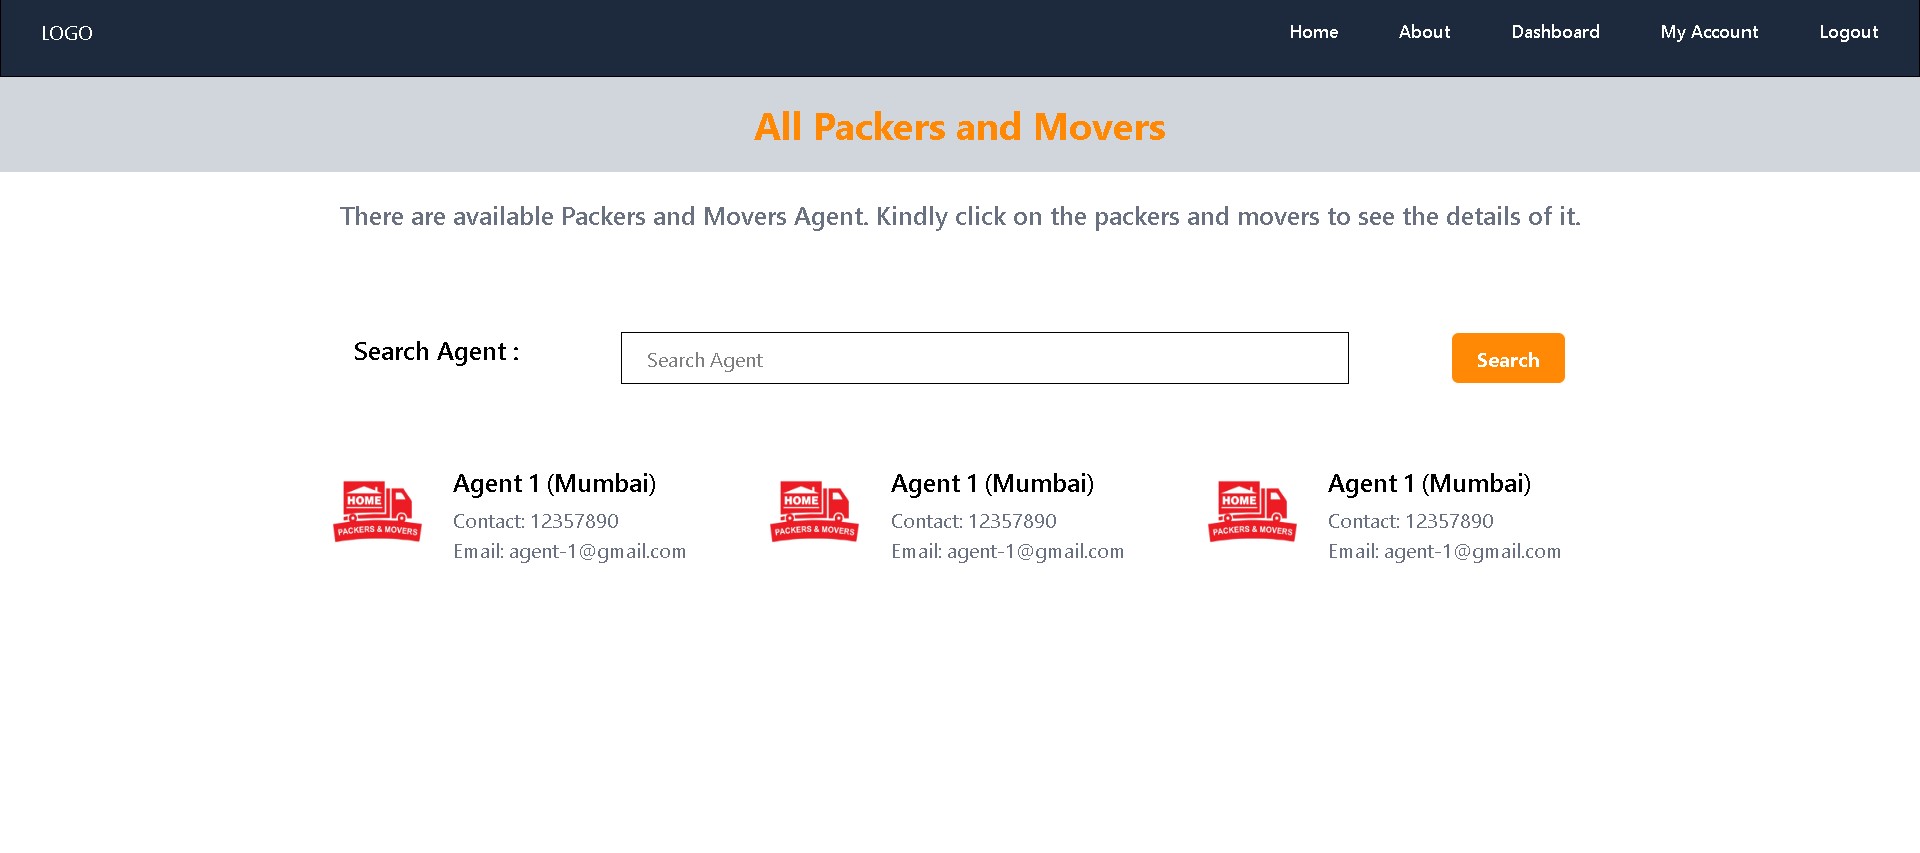 LOGO
Home
About
Dashboard
My Account
Logout
All Packers and Movers
There are available Packers and Movers Agent. Kindly click on the packers and movers to see the details of it.
Search Agent :
Search Agent
Search
HOME
PACKERS & MOVERS
Agent 1 (Mumbai)
Contact: 12357890
Email: agent-1@gmail.com
HOME
PACKERS & MOVERS
Agent 1 (Mumbai)
Contact: 12357890
Email: agent-1@gmail.com
HOME
PACKERS & MOVERS
Agent 1 (Mumbai)
Contact: 12357890
Email: agent-1@gmail.com